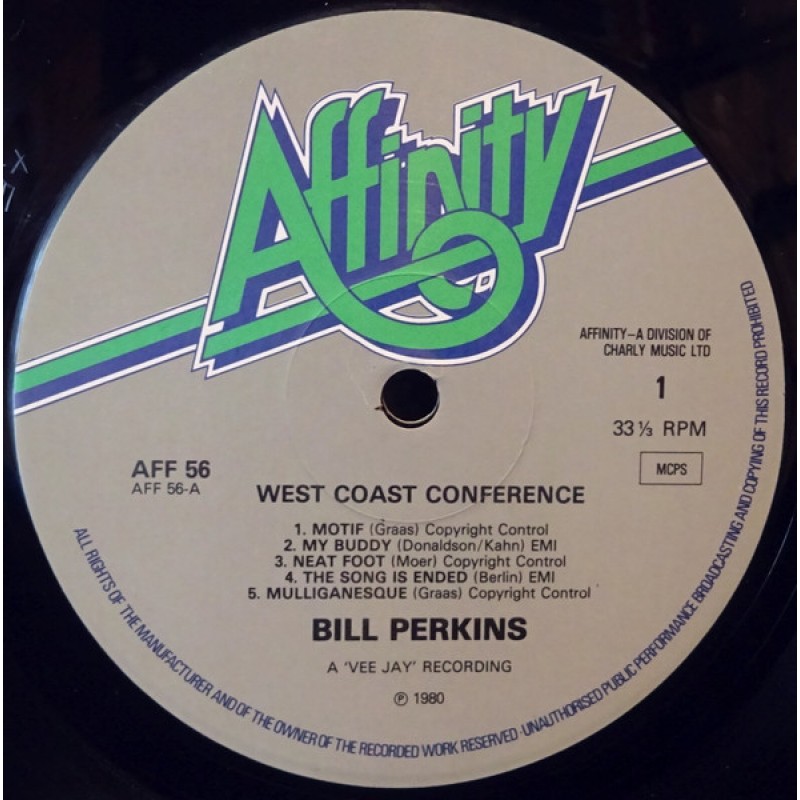 Affinity
AFFINITY–A DIVISION OF
CHARLY MUSIC LTD
1
33⅓ RPM
MCPS
AFF 56
AFF 56-A
WEST COAST CONFERENCE
1. MOTIF (Graas) Copyright Control
2. MY BUDDY (Donaldson/Kahn) EMI
3. NEAT FOOT (Moer) Copyright Control
4. THE SONG IS ENDED (Berlin) EMI
5. MULLIGANESQUE (Graas) Copyright Control
BILL PERKINS
A 'VEE JAY' RECORDING
℗ 1980
ALL RIGHTS OF THE MANUFACTURER AND OF THE OWNER OF THE RECORDED WORK RESERVED·UNAUTHORISED PUBLIC PERFORMANCE BROADCASTING AND COPYING OF THIS RECORD PROHIBITED